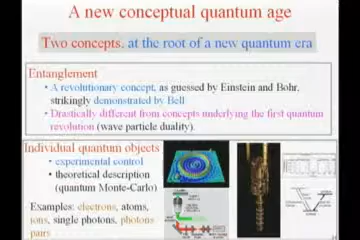 A new conceptual quantum age
Two concepts, at the root of a new quantum era
Entanglement
• A revolutionary concept, as guessed by Einstein and Bohr,
strikingly demonstrated by Bell
• Drastically different from concepts underlying the first quantum
revolution (wave particle duality).
Individual quantum objects
• experimental control
• theoretical description
(quantum Monte-Carlo)
Examples: electrons, atoms,
ions, single photons, photons
pairs